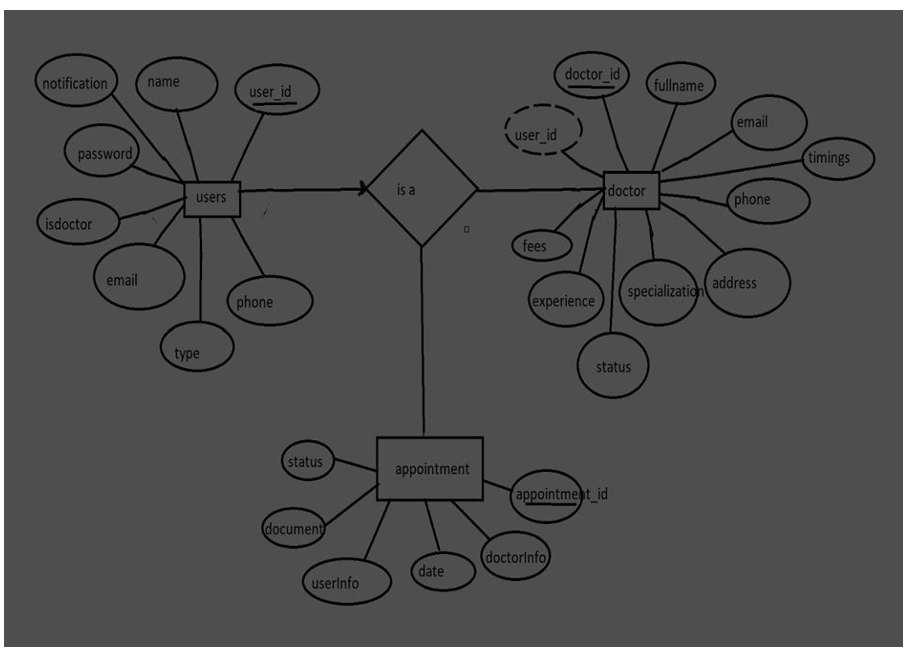 notification
name
user_id
password
isdoctor
email
type
phone
users
is a
doctor_id
fullname
user_id
email
timings
doctor
phone
fees
experience
specialization
address
status
appointment
status
appointment_id
document
userInfo
date
doctorInfo